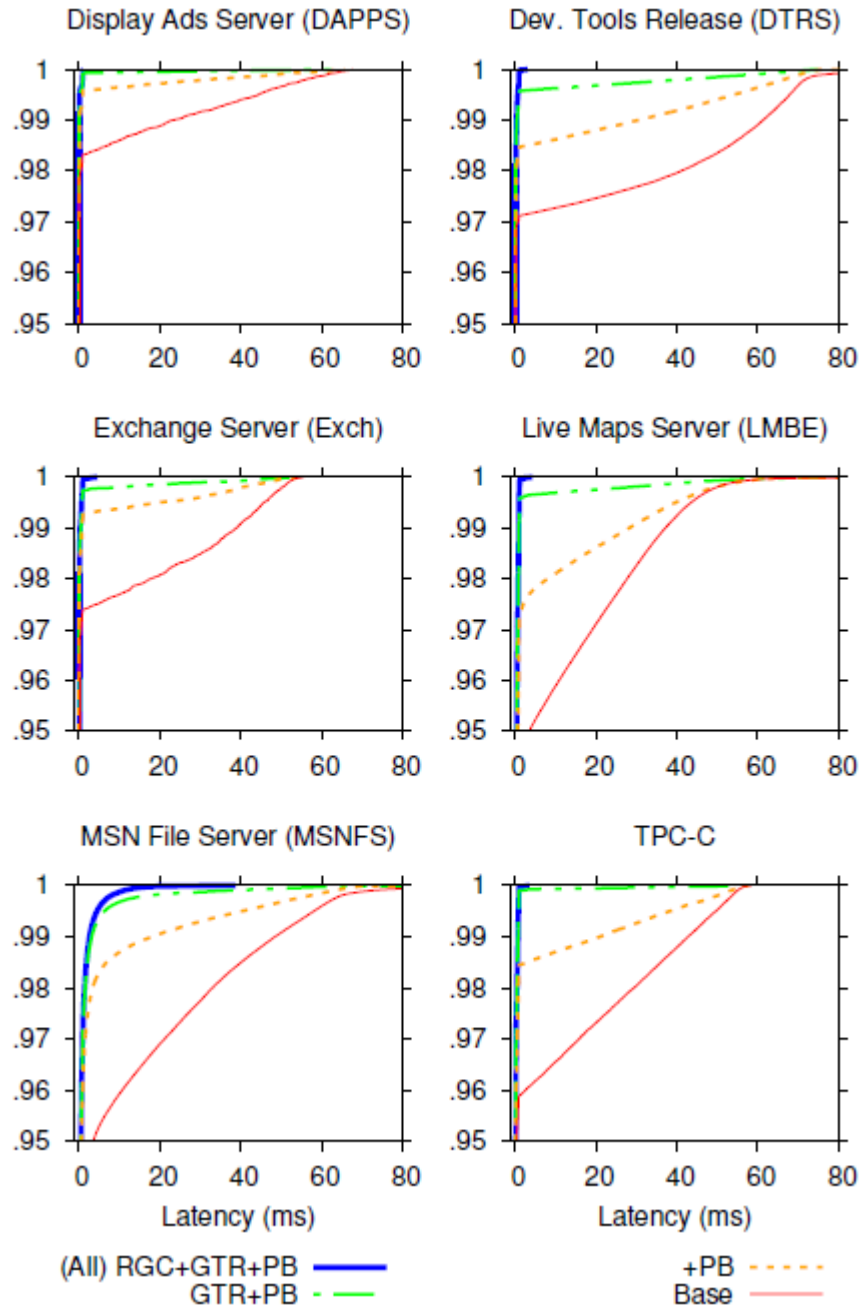 Display Ads Server (DAPPS)
1
.99
.98
.97
.96
.95
0 20 40 60 80
Dev. Tools Release (DTRS)
1
.99
.98
.97
.96
.95
0 20 40 60 80
Exchange Server (Exch)
1
.99
.98
.97
.96
.95
0 20 40 60 80
Live Maps Server (LMBE)
1
.99
.98
.97
.96
.95
0 20 40 60 80
MSN File Server (MSNFS)
1
.99
.98
.97
.96
.95
0 20 40 60 80
Latency (ms)
TPC-C
1
.99
.98
.97
.96
.95
0 20 40 60 80
Latency (ms)
(All) RGC+GTR+PB
GTR+PB
+PB
Base